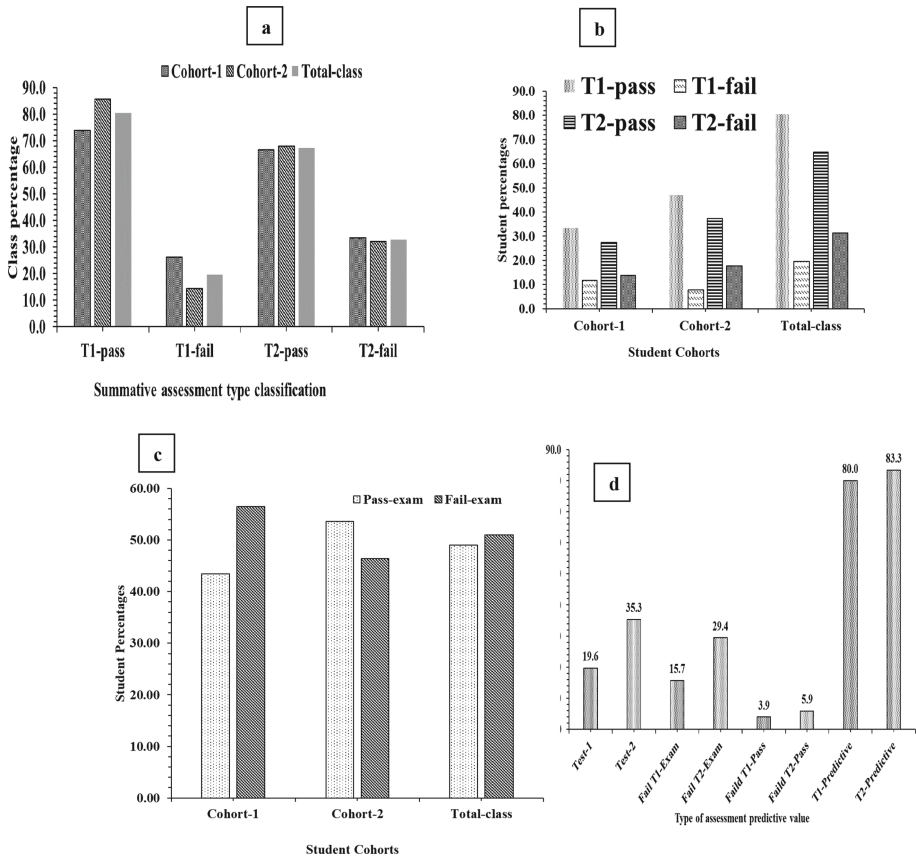 a
Cohort-1 Cohort-2 Total-class
90.0
80.0
70.0
60.0
50.0
40.0
30.0
20.0
10.0
0.0
Class percentage
T1-pass T1-fail T2-pass T2-fail
Summative assessment type classification
b
T1-pass T1-fail
T2-pass T2-fail
90.0
80.0
70.0
60.0
50.0
40.0
30.0
20.0
10.0
0.0
Student percentages
Cohort-1 Cohort-2 Total-class
Student Cohorts
c
Pass-exam Fail-exam
60.00
50.00
40.00
30.00
20.00
10.00
0.00
Student Percentages
Cohort-1 Cohort-2 Total-class
Student Cohorts
d
90.0
19.6 35.3 15.7 29.4 3.9 5.9 80.0 83.3
Test-1
Test-2
Fail T1-Exam
Fail T2-Exam
Faild T1-Pass
Faild T2-Pass
T1-Predictive
T2-Predictive
Type of assessment predictive value